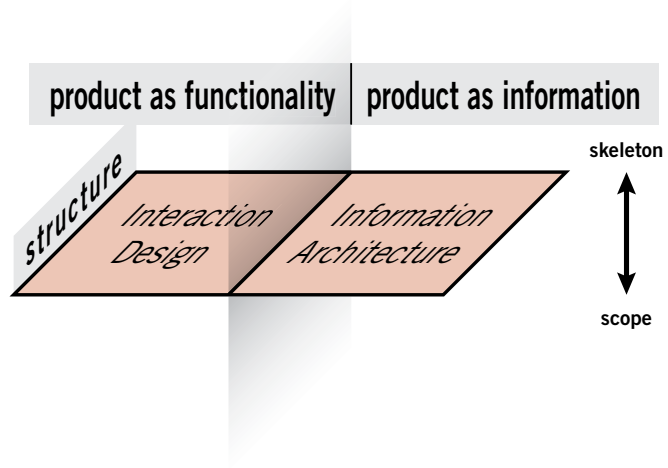 product as functionality
product as information
skeleton
structure
Interaction
Design
Information
Architecture
scope